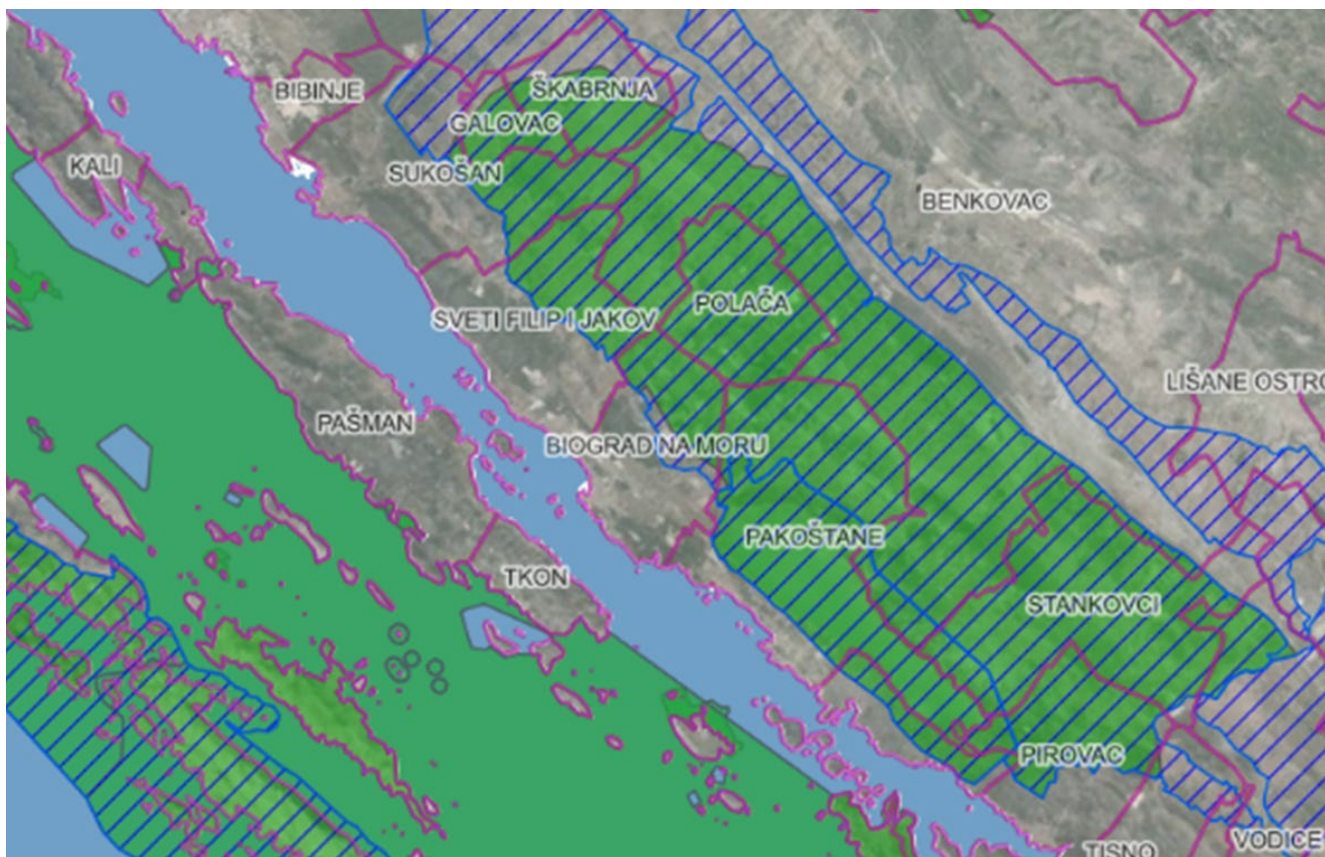 BIBINJE
ŠKABRNJA
GALOVAC
KALI
SUKOŠAN
BENKOVAC
POLAČA
SVETI FILIP I JAKOV
LIŠANE OSTRO
PAŠMAN
BIOGRAD NA MORU
PAKOŠTANE
TKON
STANKOVCI
PIROVAC
VODICE
TISNO